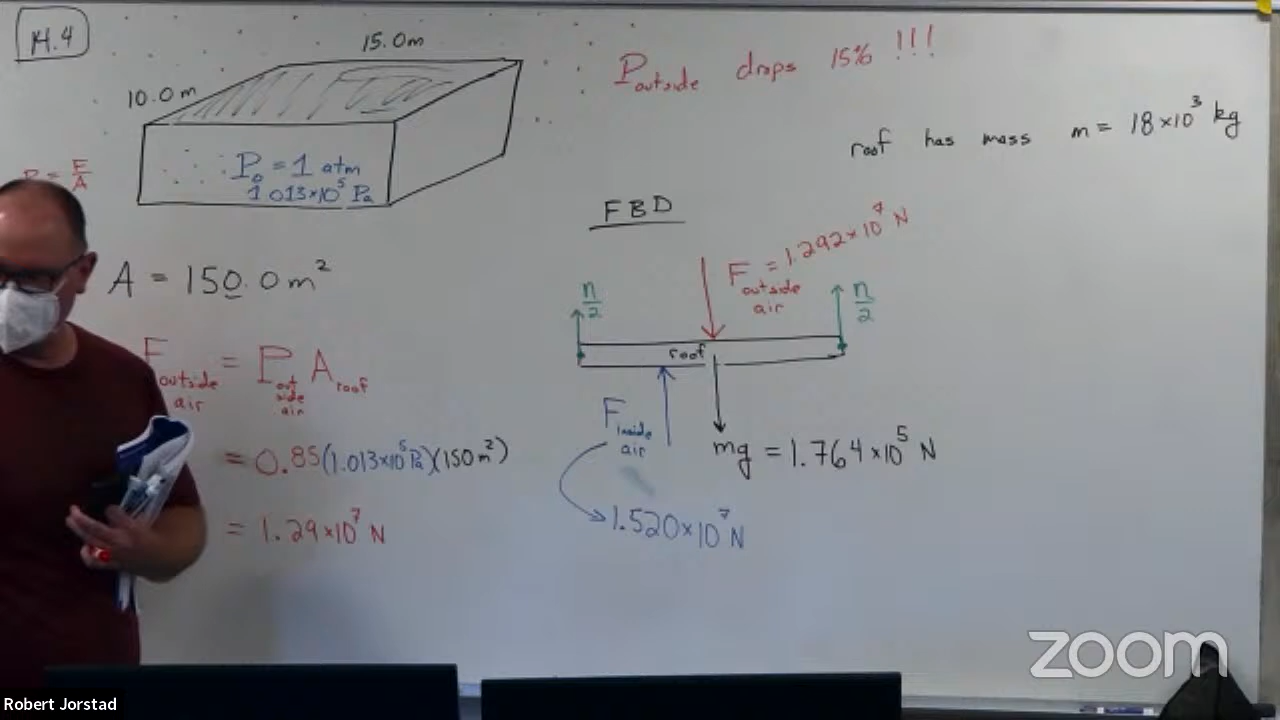 14.4
15.0m
10.0m
P₀ = 1 atm
1.013×10⁵ Pa
P = F/A
A = 150.0 m²
F outside air = P outside air A roof
= 0.85(1.013×10⁵ Pa)(150m²)
= 1.29×10⁷ N
P outside drops 15% !!!
roof has mass m = 18×10³ kg
FBD
F outside air = 1.292×10⁷ N
n/2
n/2
roof
F inside air
mg = 1.764×10⁵ N
1.520×10⁷ N
zoom
Robert Jorstad